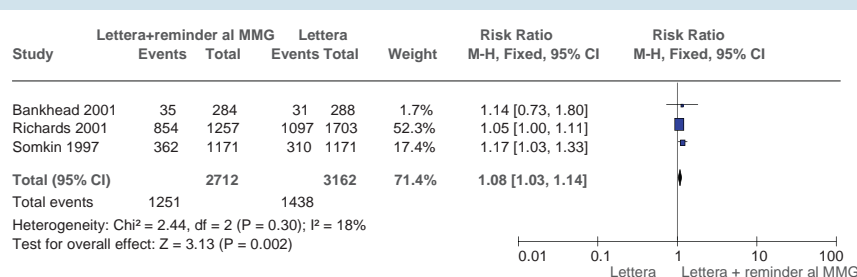 Lettera+reminder al MMG Lettera Risk Ratio Risk Ratio
Study Events Total Events Total Weight M-H, Fixed, 95% CI M-H, Fixed, 95% CI
Bankhead 2001 35 284 31 288 1.7% 1.14 [0.73, 1.80]
Richards 2001 854 1257 1097 1703 52.3% 1.05 [1.00, 1.11]
Somkin 1997 362 1171 310 1171 17.4% 1.17 [1.03, 1.33]
Total (95% CI) 2712 3162 71.4% 1.08 [1.03, 1.14]
Total events 1251 1438
Heterogeneity: Chi² = 2.44, df = 2 (P = 0.30); I² = 18%
Test for overall effect: Z = 3.13 (P = 0.002)
0.01 0.1 1 10 100
Lettera Lettera + reminder al MMG